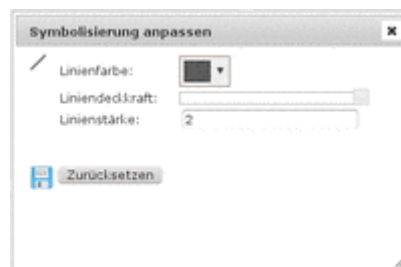 Symbolisierung anpassen
Linienfarbe:
Liniendeckkraft:
Linienstärke: 2
Zurücksetzen